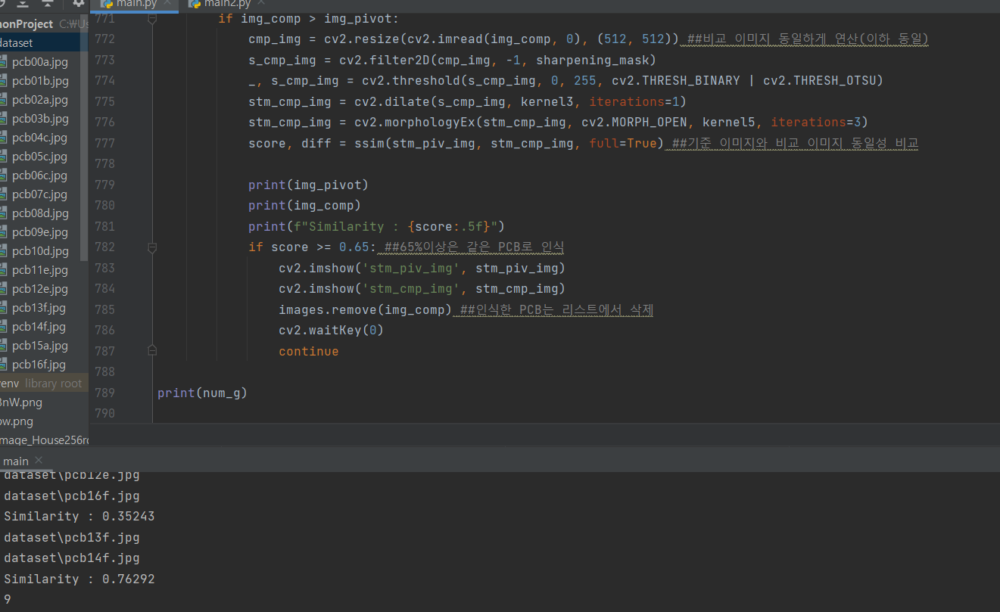 main.py
main2.py
monProject C:₩Us
dataset
pcb00a.jpg
pcb01b.jpg
pcb02a.jpg
pcb03b.jpg
pcb04c.jpg
pcb05c.jpg
pcb06c.jpg
pcb07c.jpg
pcb08d.jpg
pcb09e.jpg
pcb10d.jpg
pcb11e.jpg
pcb12e.jpg
pcb13f.jpg
pcb14f.jpg
pcb15a.jpg
pcb16f.jpg
venv library root
BnW.png
ow.png
mage_House256r
771 if img_comp > img_pivot:
772 cmp_img = cv2.resize(cv2.imread(img_comp, 0), (512, 512)) ##비교 이미지 동일하게 연산(이하 동일)
773 s_cmp_img = cv2.filter2D(cmp_img, -1, sharpening_mask)
774 _, s_cmp_img = cv2.threshold(s_cmp_img, 0, 255, cv2.THRESH_BINARY | cv2.THRESH_OTSU)
775 stm_cmp_img = cv2.dilate(s_cmp_img, kernel3, iterations=1)
776 stm_cmp_img = cv2.morphologyEx(stm_cmp_img, cv2.MORPH_OPEN, kernel5, iterations=3)
777 score, diff = ssim(stm_piv_img, stm_cmp_img, full=True) ##기준 이미지와 비교 이미지 동일성 비교
778
779 print(img_pivot)
780 print(img_comp)
781 print(f"Similarity : {score:.5f}")
782 if score >= 0.65: ##65%이상은 같은 PCB로 인식
783 cv2.imshow('stm_piv_img', stm_piv_img)
784 cv2.imshow('stm_cmp_img', stm_cmp_img)
785 images.remove(img_comp) ##인식한 PCB는 리스트에서 삭제
786 cv2.waitKey(0)
787 continue
788
789 print(num_g)
790
main
dataset\pcb12e.jpg
dataset\pcb16f.jpg
Similarity : 0.35243
dataset\pcb13f.jpg
dataset\pcb14f.jpg
Similarity : 0.76292
9